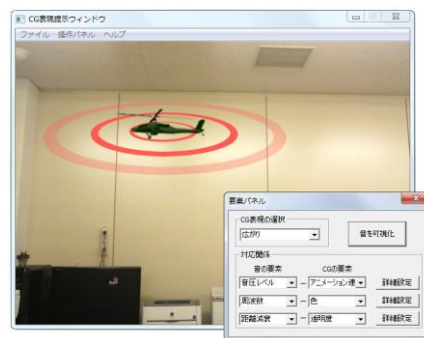 CG表現提示ウィンドウ
ファイル 操作パネル ヘルプ
要素パネル
CG表現の選択
広がり
音を可視化
対応関係
音の要素 CGの要素
音圧レベル － アニメーション速 詳細設定
周波数 － 色 詳細設定
距離減衰 － 透明度 詳細設定